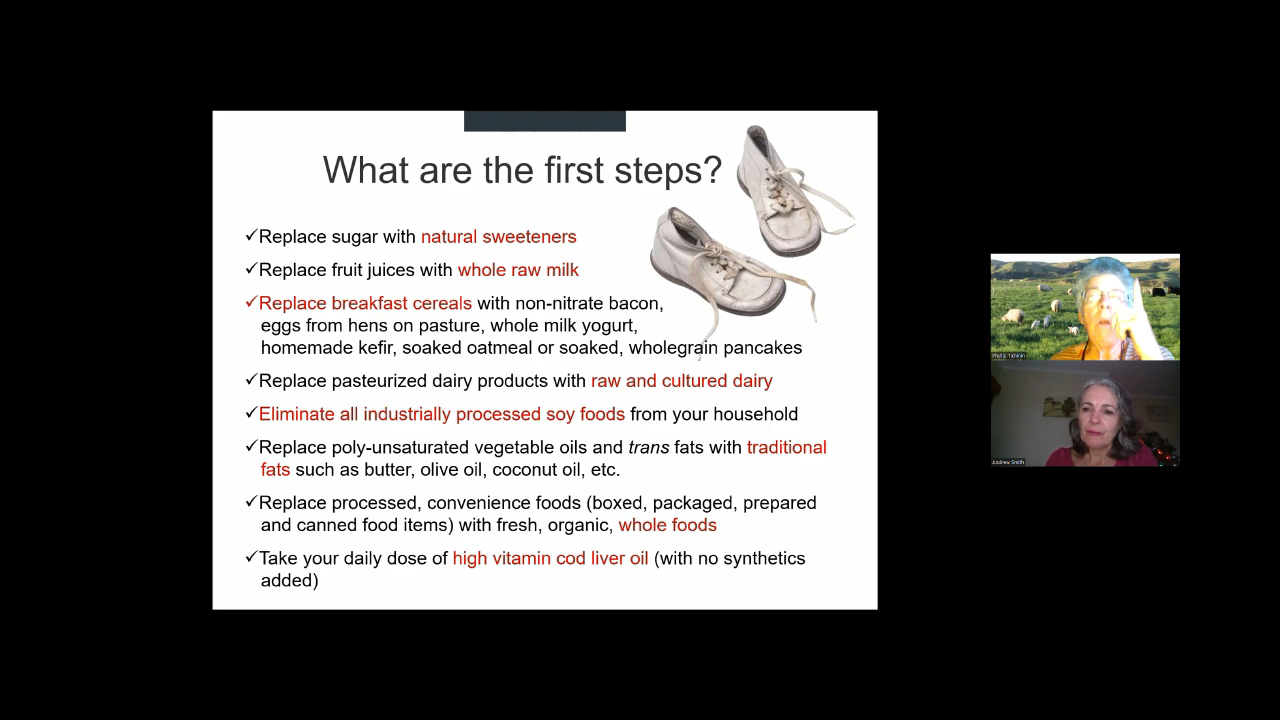 What are the first steps?
✓Replace sugar with natural sweeteners
✓Replace fruit juices with whole raw milk
✓Replace breakfast cereals with non-nitrate bacon,
eggs from hens on pasture, whole milk yogurt,
homemade kefir, soaked oatmeal or soaked, wholegrain pancakes
✓Replace pasteurized dairy products with raw and cultured dairy
✓Eliminate all industrially processed soy foods from your household
✓Replace poly-unsaturated vegetable oils and trans fats with traditional
fats such as butter, olive oil, coconut oil, etc.
✓Replace processed, convenience foods (boxed, packaged, prepared
and canned food items) with fresh, organic, whole foods
✓Take your daily dose of high vitamin cod liver oil (with no synthetics
added)
Phyllis Tichinin
Andrew Smith